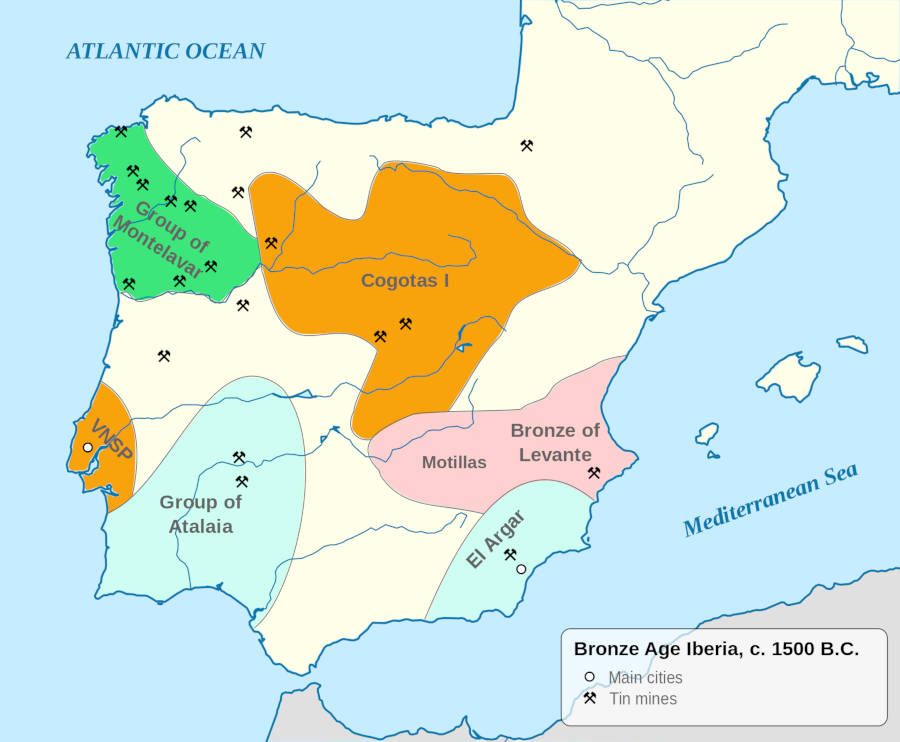 ATLANTIC OCEAN
Group of
Montelavar
Cogotas I
VNSP
Bronze of
Levante
Motillas
Group of
Atalaia
El Argar
Mediterranean Sea
Bronze Age Iberia, c. 1500 B.C.
Main cities
Tin mines